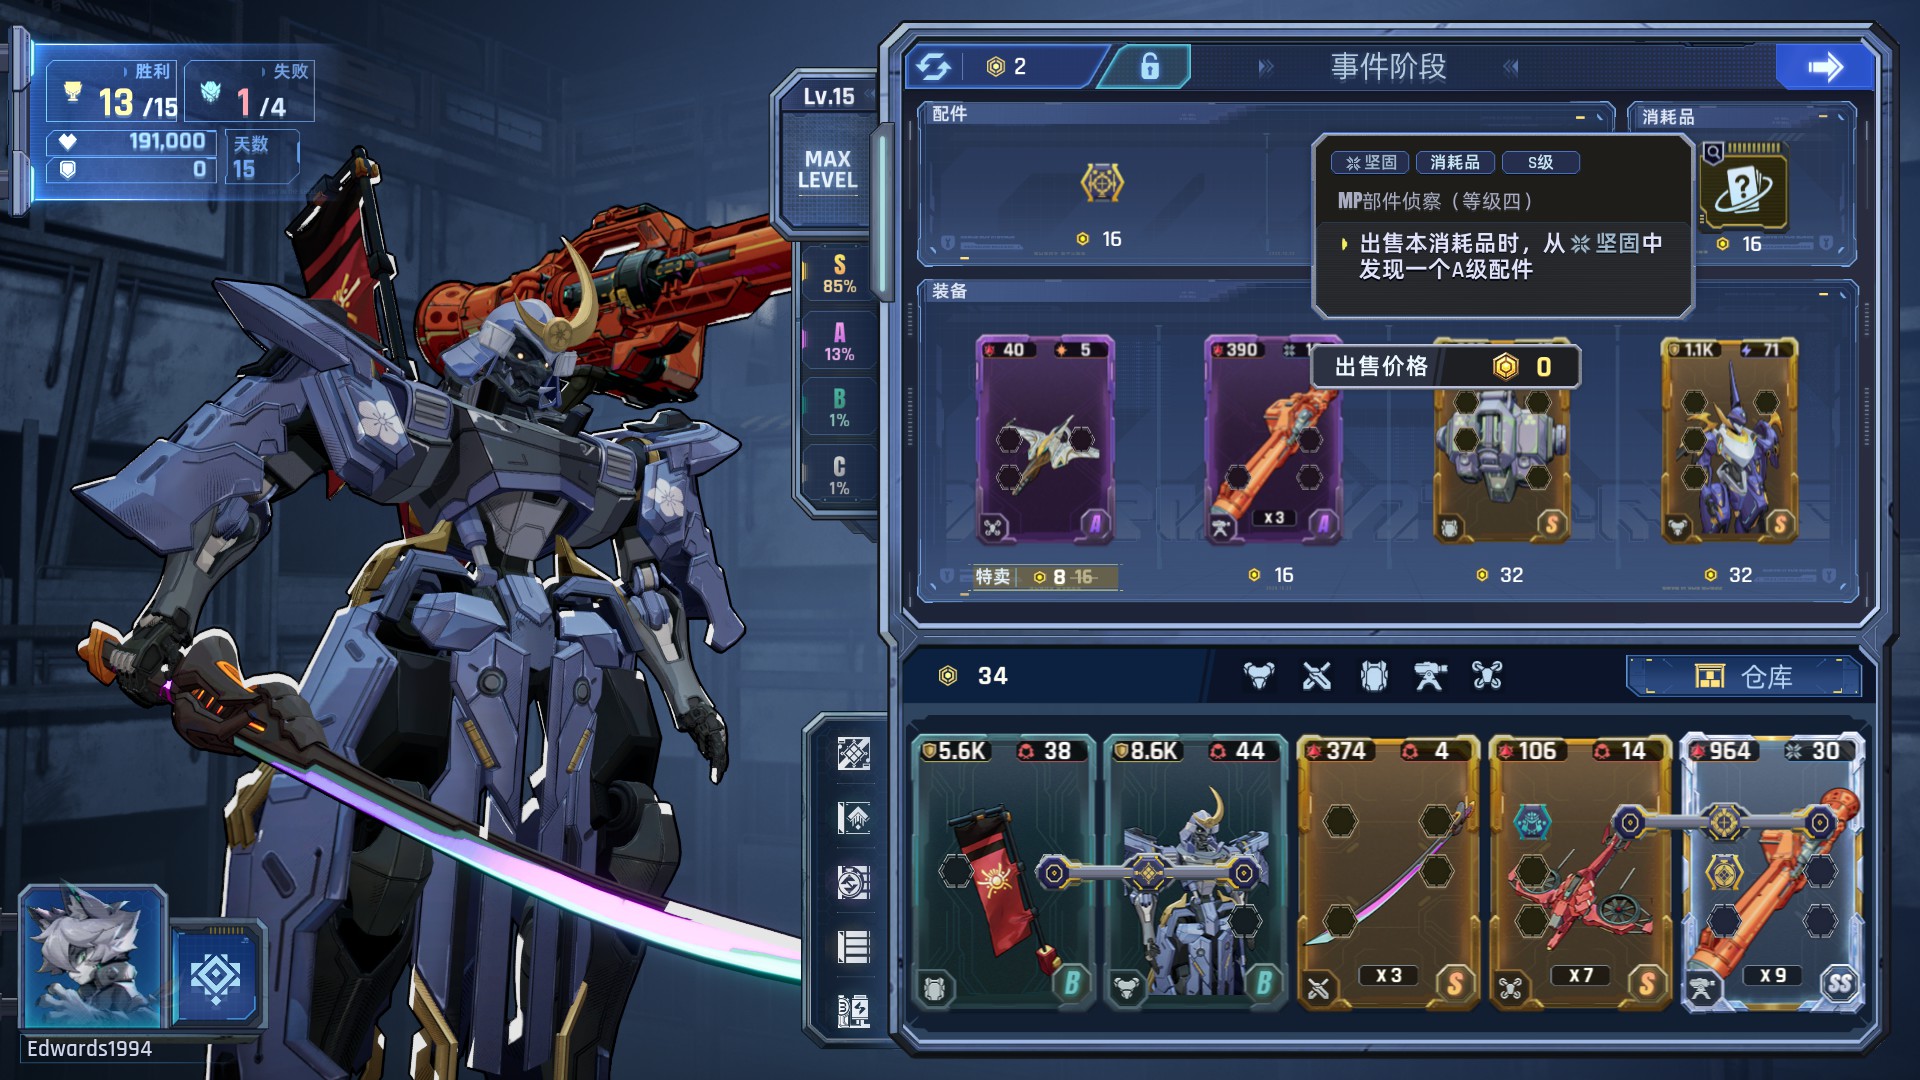 胜利
13 /15
失败
1 /4
191,000
0
天数
15
Lv.15
MAX
LEVEL
S
85%
A
13%
B
1%
C
1%
2
事件阶段
配件
16
消耗品
16
坚固
消耗品
S级
MP部件侦察（等级四）
出售本消耗品时，从坚固中
发现一个A级配件
出售价格 0
装备
40 5
A
特卖 8 16
390
x3
A
16
S
32
1.1K 71
S
32
34
仓库
5.6K 38
B
8.6K 44
B
374 4
x3
S
106 14
x7
S
964 30
x9
SS
Edwards1994